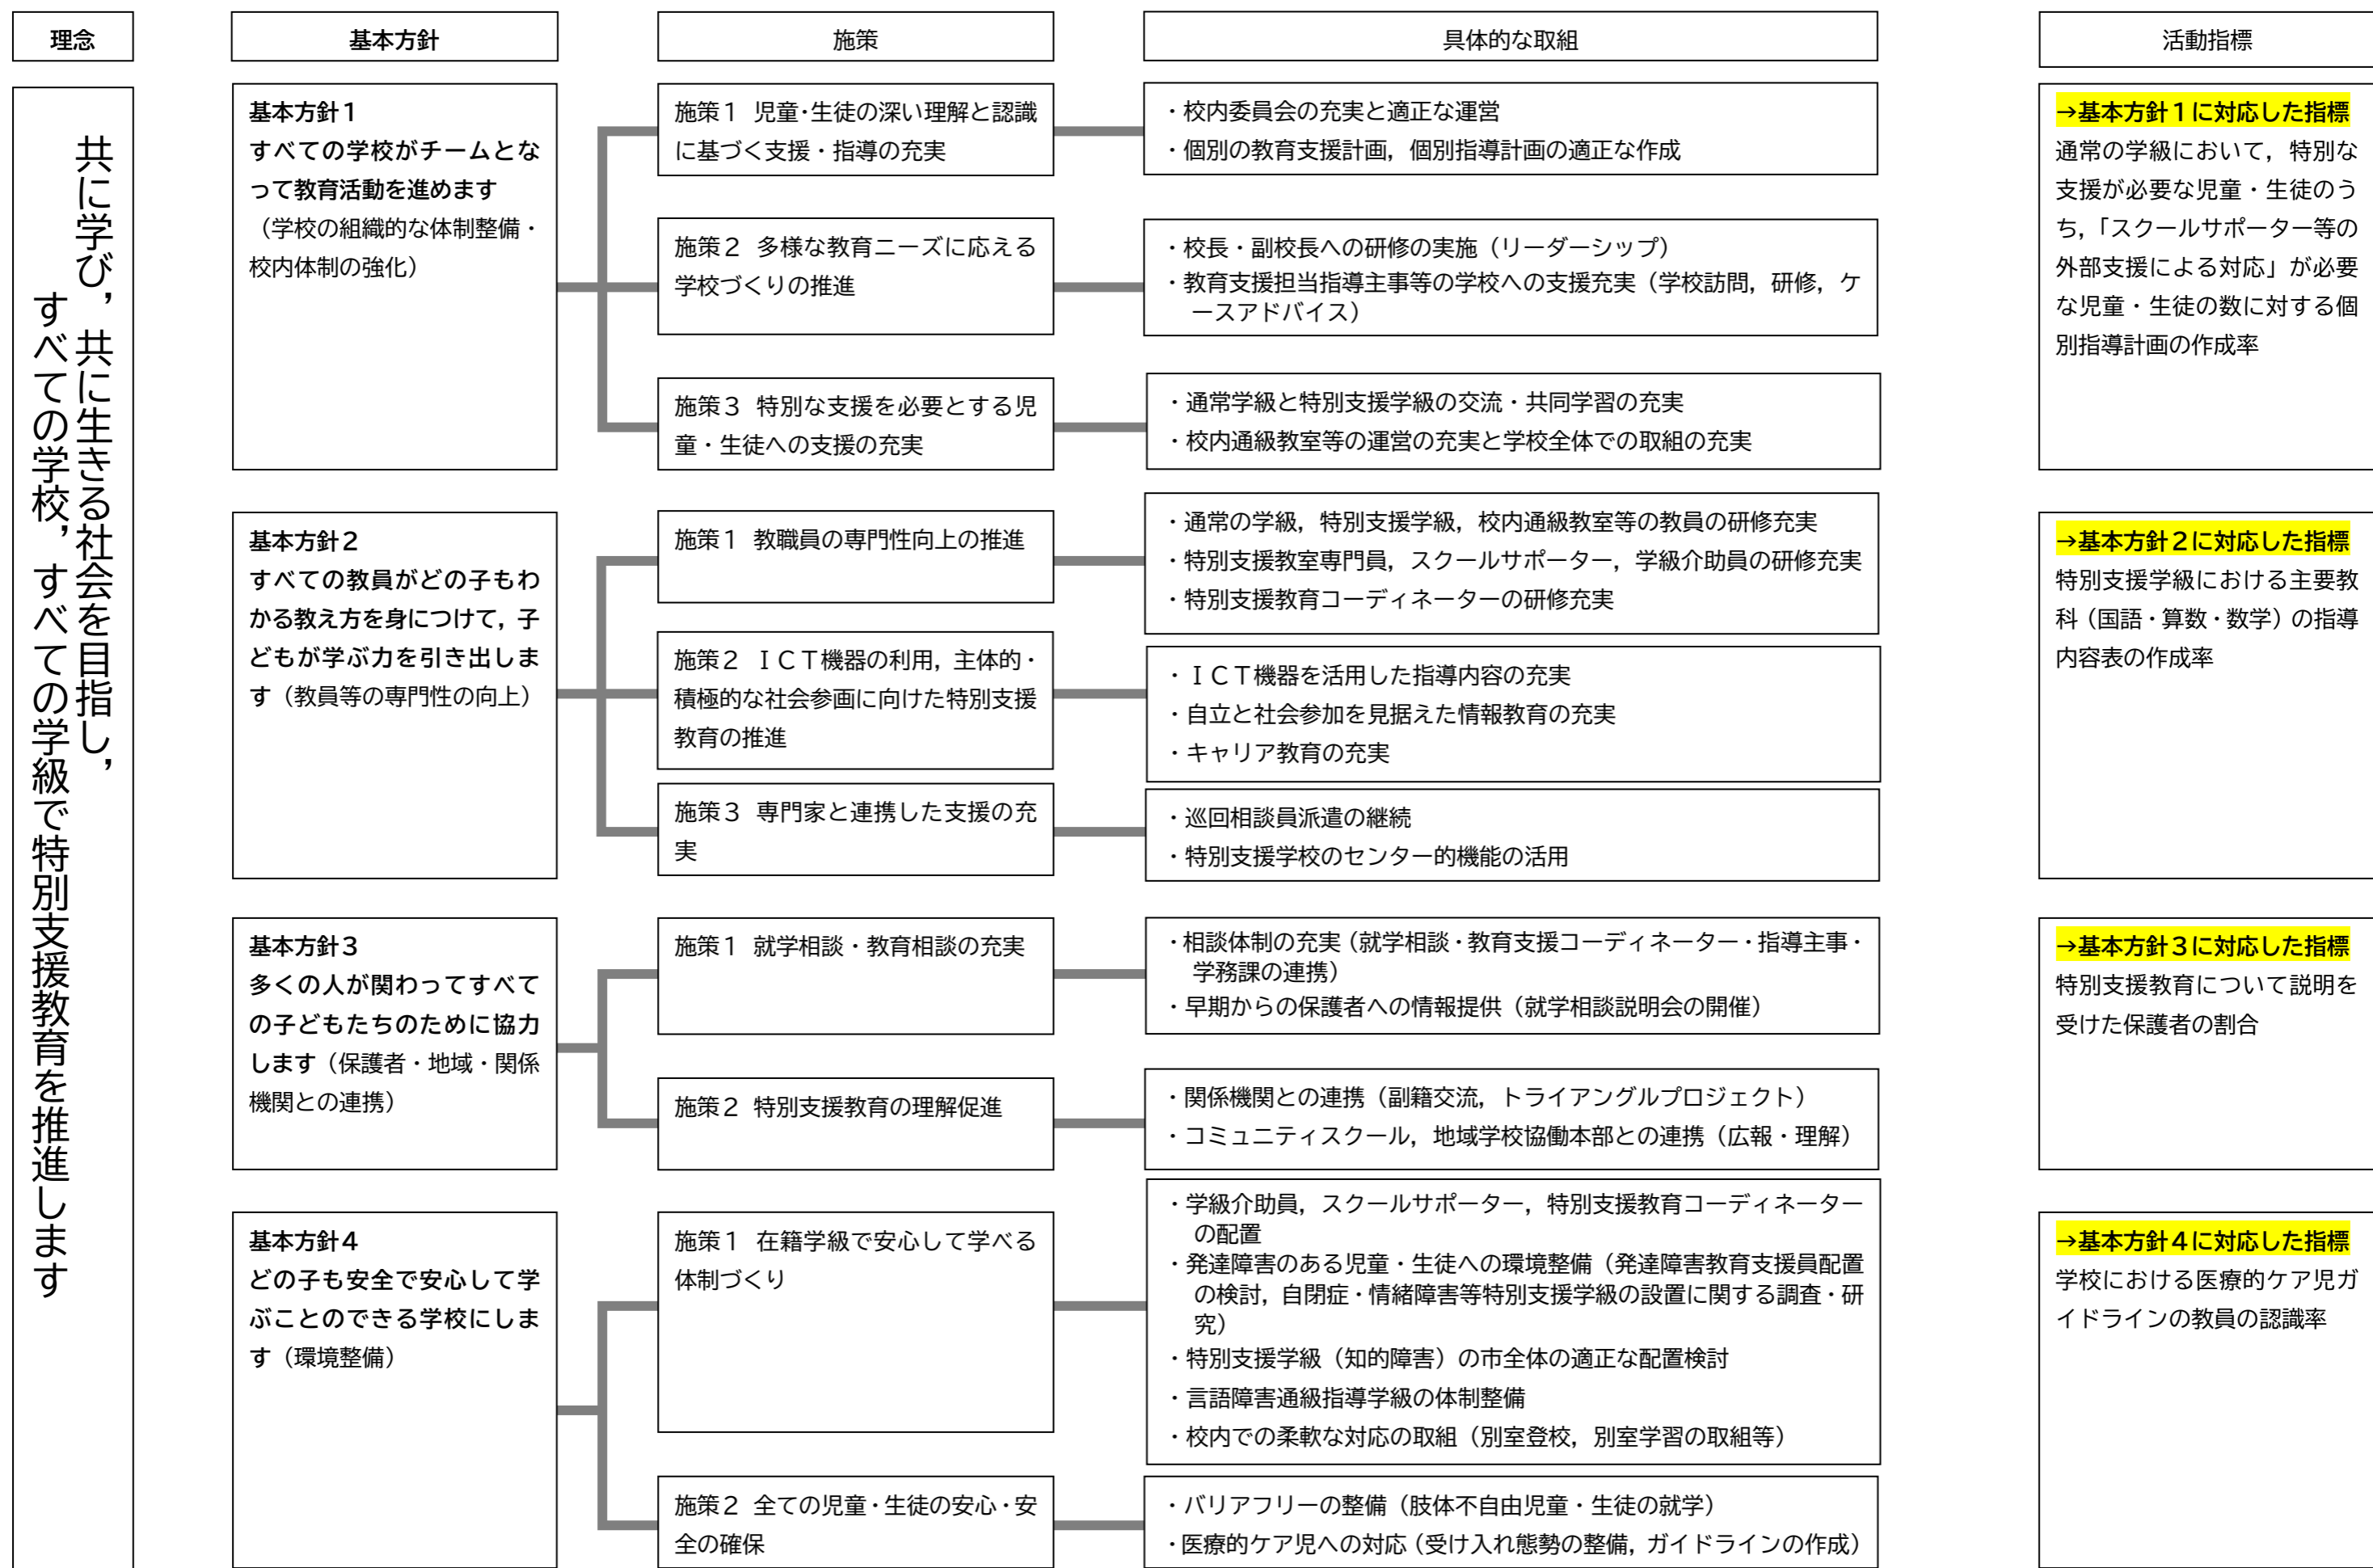 理念
基本方針
施策
具体的な取組
活動指標
共に学び，共に生きる社会を目指し，
すべての学校，すべての学級で特別支援教育を推進します
基本方針１
すべての学校がチームとな
って教育活動を進めます
（学校の組織的な体制整備・
校内体制の強化）
施策１ 児童・生徒の深い理解と認識
に基づく支援・指導の充実
・校内委員会の充実と適正な運営
・個別の教育支援計画，個別指導計画の適正な作成
施策２ 多様な教育ニーズに応える
学校づくりの推進
・校長・副校長への研修の実施（リーダーシップ）
・教育支援担当指導主事等の学校への支援充実（学校訪問，研修，ケ
ースアドバイス）
施策３ 特別な支援を必要とする児
童・生徒への支援の充実
・通常学級と特別支援学級の交流・共同学習の充実
・校内通級教室等の運営の充実と学校全体での取組の充実
→基本方針１に対応した指標
通常の学級において，特別な
支援が必要な児童・生徒のう
ち，「スクールサポーター等の
外部支援による対応」が必要
な児童・生徒の数に対する個
別指導計画の作成率
基本方針２
すべての教員がどの子もわ
かる教え方を身につけて，子
どもが学ぶ力を引き出しま
す（教員等の専門性の向上）
施策１ 教職員の専門性向上の推進
・通常の学級，特別支援学級，校内通級教室等の教員の研修充実
・特別支援教室専門員，スクールサポーター，学級介助員の研修充実
・特別支援教育コーディネーターの研修充実
施策２ ＩＣＴ機器の利用，主体的・
積極的な社会参画に向けた特別支援
教育の推進
・ＩＣＴ機器を活用した指導内容の充実
・自立と社会参加を見据えた情報教育の充実
・キャリア教育の充実
施策３ 専門家と連携した支援の充
実
・巡回相談員派遣の継続
・特別支援学校のセンター的機能の活用
→基本方針２に対応した指標
特別支援学級における主要教
科（国語・算数・数学）の指導
内容表の作成率
基本方針３
多くの人が関わってすべて
の子どもたちのために協力
します（保護者・地域・関係
機関との連携）
施策１ 就学相談・教育相談の充実
・相談体制の充実（就学相談・教育支援コーディネーター・指導主事・
学務課の連携）
・早期からの保護者への情報提供（就学相談説明会の開催）
施策２ 特別支援教育の理解促進
・関係機関との連携（副籍交流，トライアングルプロジェクト）
・コミュニティスクール，地域学校協働本部との連携（広報・理解）
→基本方針３に対応した指標
特別支援教育について説明を
受けた保護者の割合
基本方針４
どの子も安全で安心して学
ぶことのできる学校にしま
す（環境整備）
施策１ 在籍学級で安心して学べる
体制づくり
・学級介助員，スクールサポーター，特別支援教育コーディネーター
の配置
・発達障害のある児童・生徒への環境整備（発達障害教育支援員配置
の検討，自閉症・情緒障害等特別支援学級の設置に関する調査・研
究）
・特別支援学級（知的障害）の市全体の適正な配置検討
・言語障害通級指導学級の体制整備
・校内での柔軟な対応の取組（別室登校，別室学習の取組等）
施策２ 全ての児童・生徒の安心・安
全の確保
・バリアフリーの整備（肢体不自由児童・生徒の就学）
・医療的ケア児への対応（受け入れ態勢の整備，ガイドラインの作成）
→基本方針４に対応した指標
学校における医療的ケア児ガ
イドラインの教員の認識率